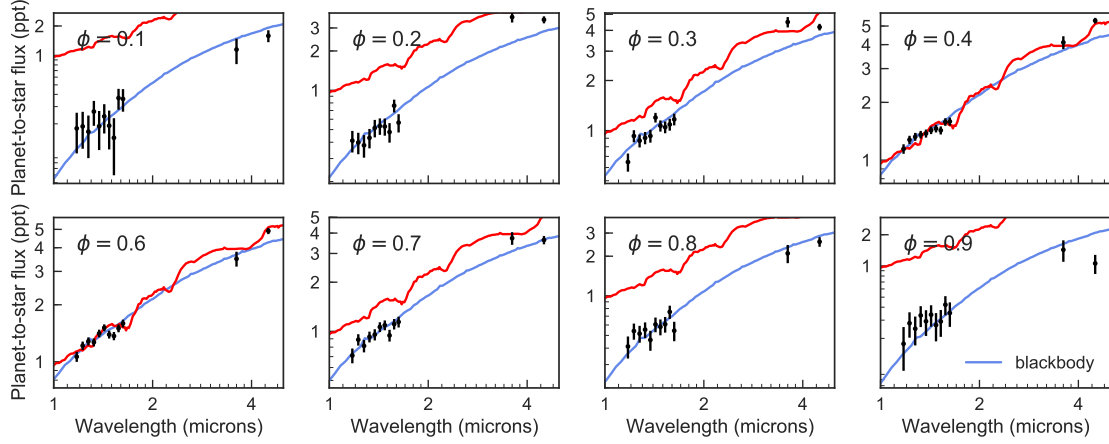 Planet-to-star flux (ppt)
2
1
ϕ = 0.1
3
1
ϕ = 0.2
5
4
3
2
1
ϕ = 0.3
5
4
3
2
1
ϕ = 0.4
Planet-to-star flux (ppt)
5
4
3
2
1
ϕ = 0.6
5
4
3
2
1
ϕ = 0.7
3
2
1
ϕ = 0.8
2
1
ϕ = 0.9
blackbody
1 2 4
1 2 4
1 2 4
1 2 4
Wavelength (microns)
Wavelength (microns)
Wavelength (microns)
Wavelength (microns)